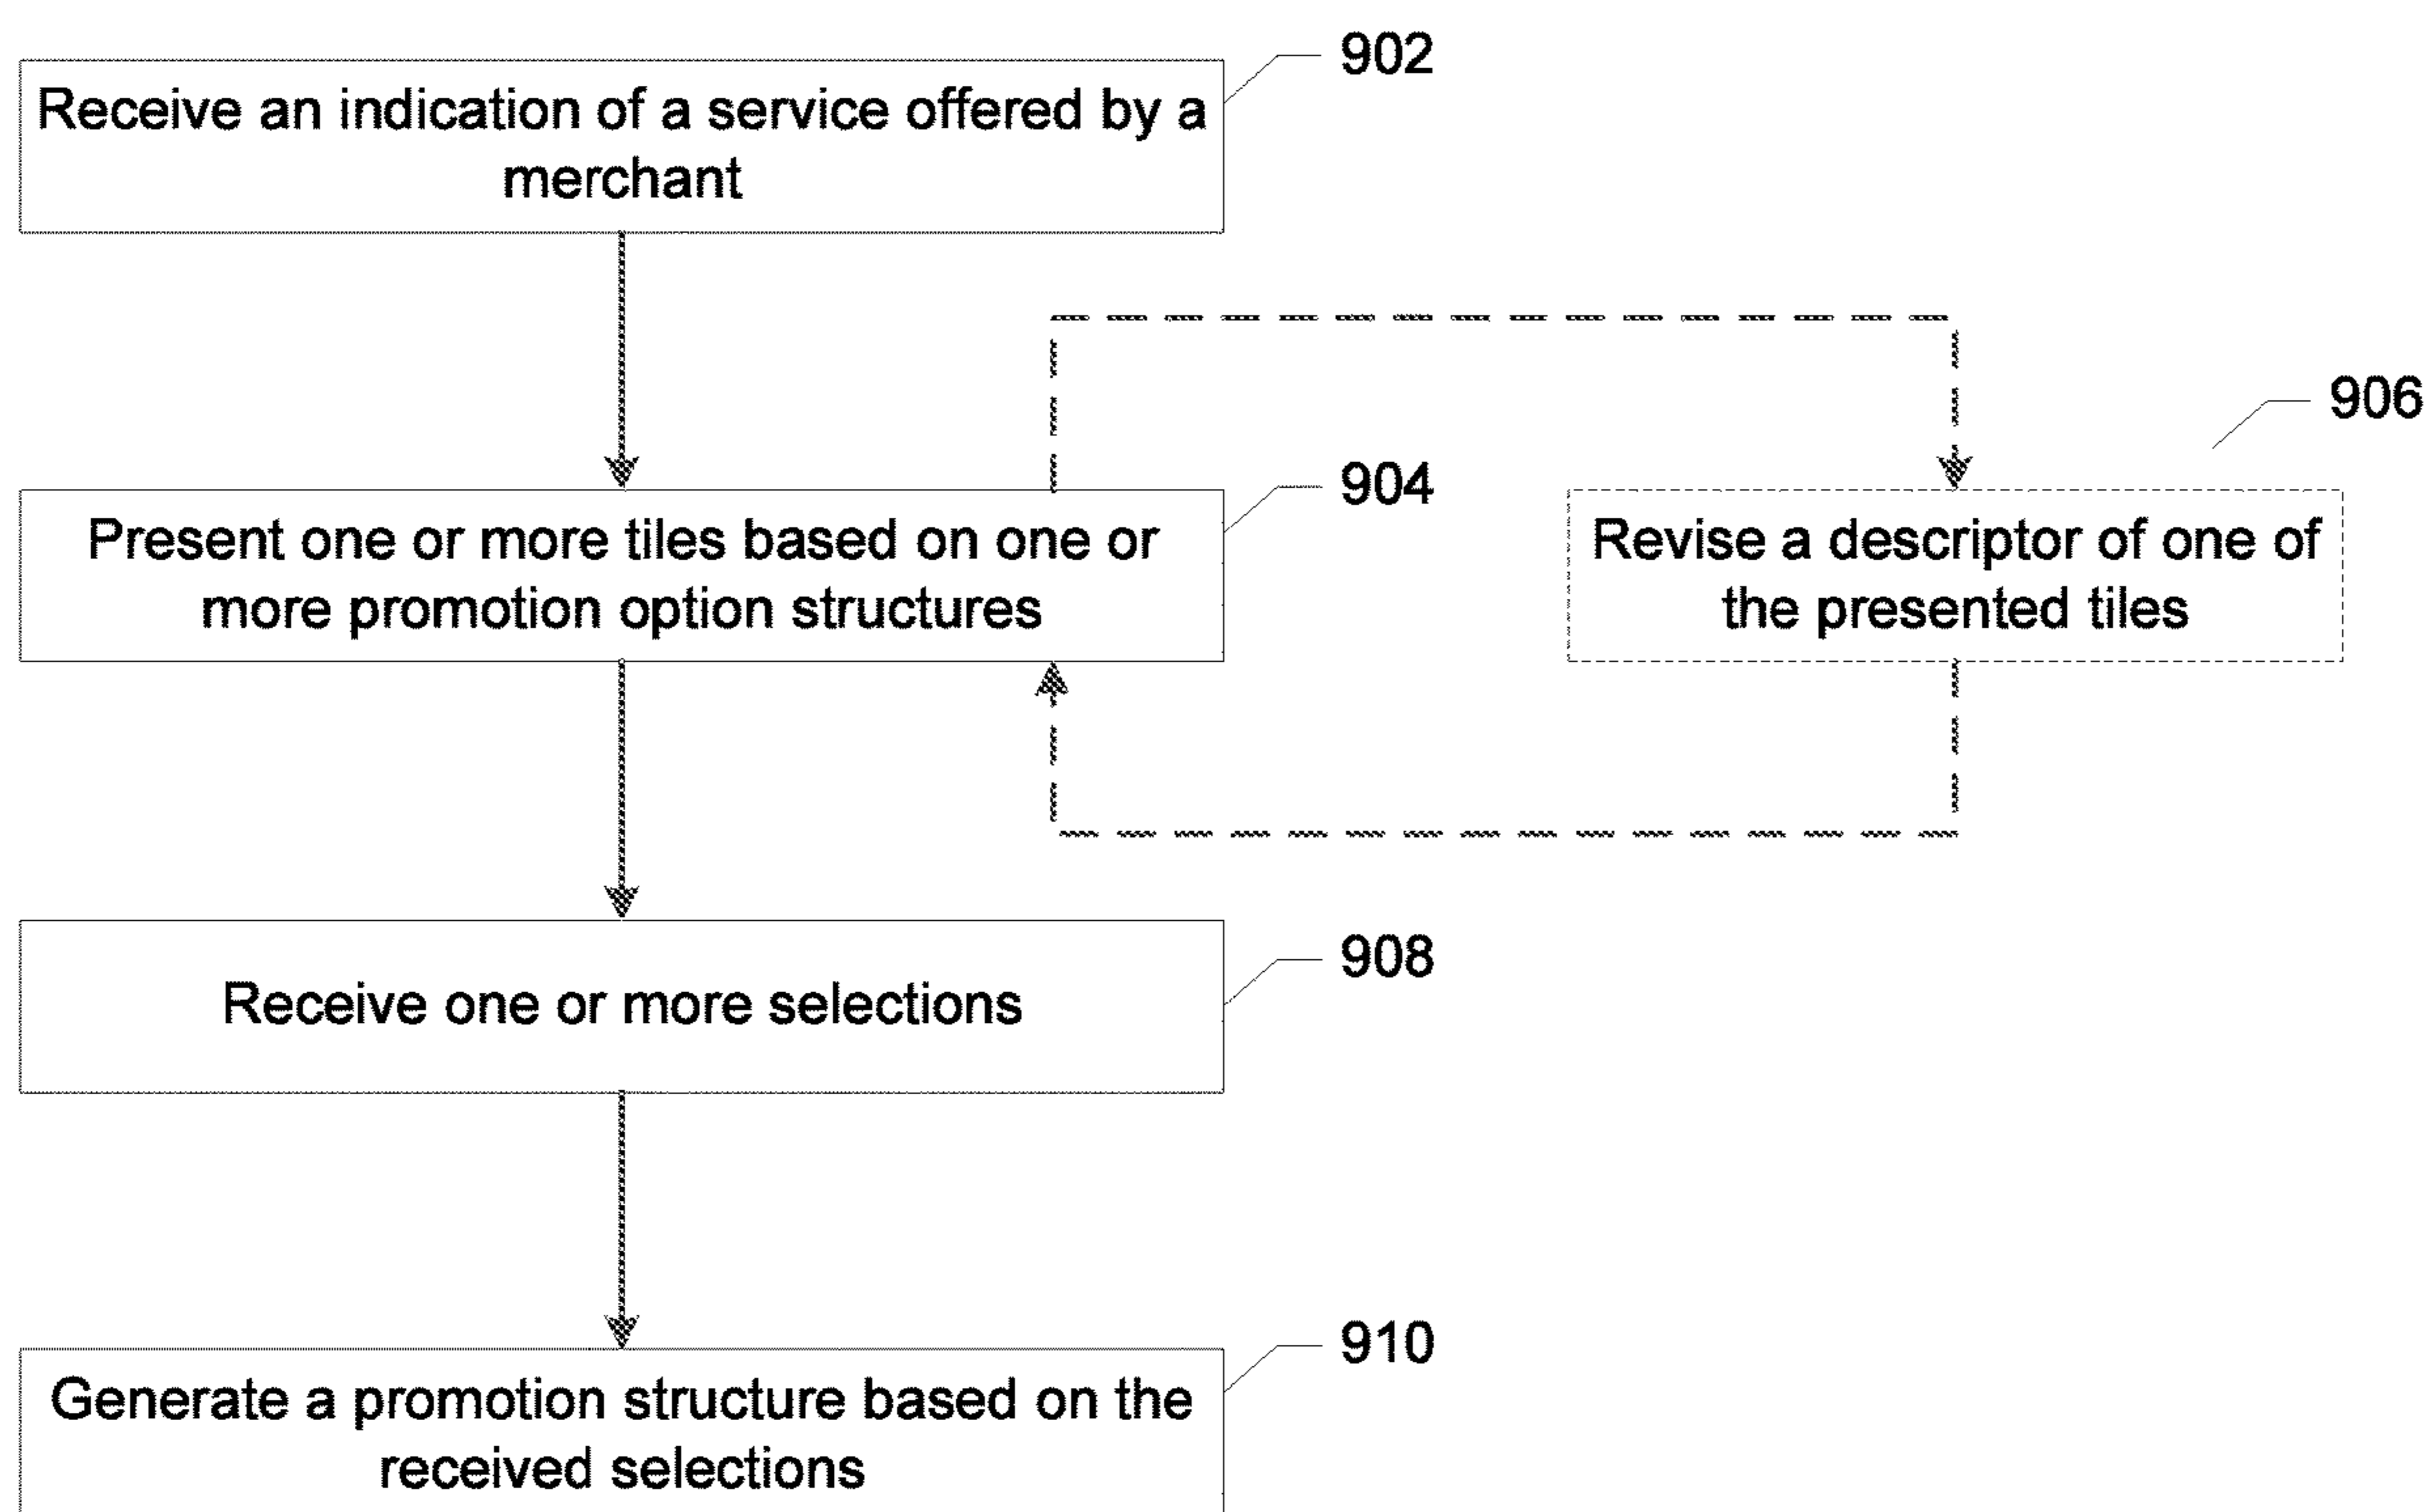 902
Receive an indication of a service offered by a
merchant
906
904
Present one or more tiles based on one or
more promotion option structures
Revise a descriptor of one of
the presented tiles
908
Receive one or more selections
910
Generate a promotion structure based on the
received selections